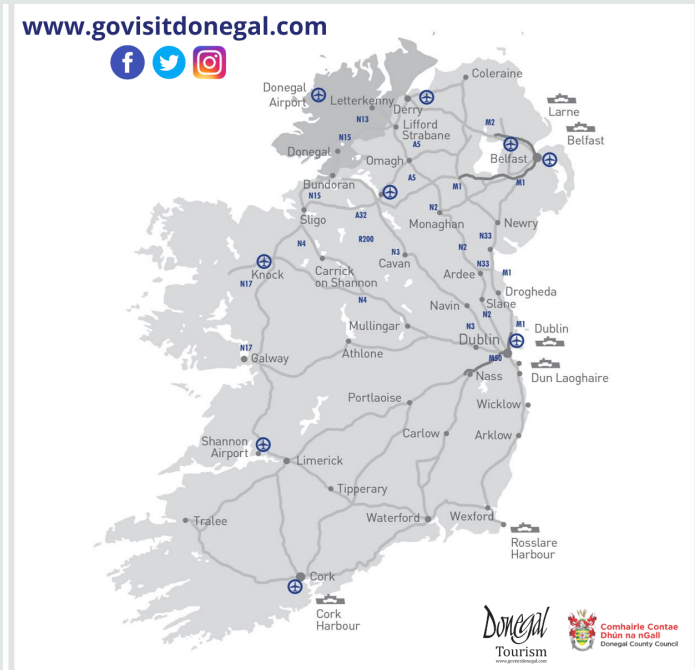 www.govisitdonegal.com
Coleraine
Donegal
Airport
Letterkenny
Derry
Larne
N13
M2
Lifford
Strabane
Belfast
N15
A5
Donegal
Omagh
Belfast
A5
Bundoran
M1
M1
N15
A32
N2
Sligo
Monaghan
Newry
N4
R200
N33
N3
N2
Knock
Carrick
on Shannon
Cavan
N33
Ardee
M1
N17
N4
Drogheda
Slane
Navin
N2
Mullingar
N3
M1
Dublin
Dublin
N17
Athlone
M50
Galway
Nass
Dun Laoghaire
Portlaoise
Wicklow
Carlow
Arklow
Shannon
Airport
Limerick
Tipperary
Tralee
Waterford
Wexford
Rosslare
Harbour
Cork
Cork
Harbour
Donegal
Tourism
www.govisitdonegal.com
Comhairle Contae
Dhún na nGall
Donegal County Council